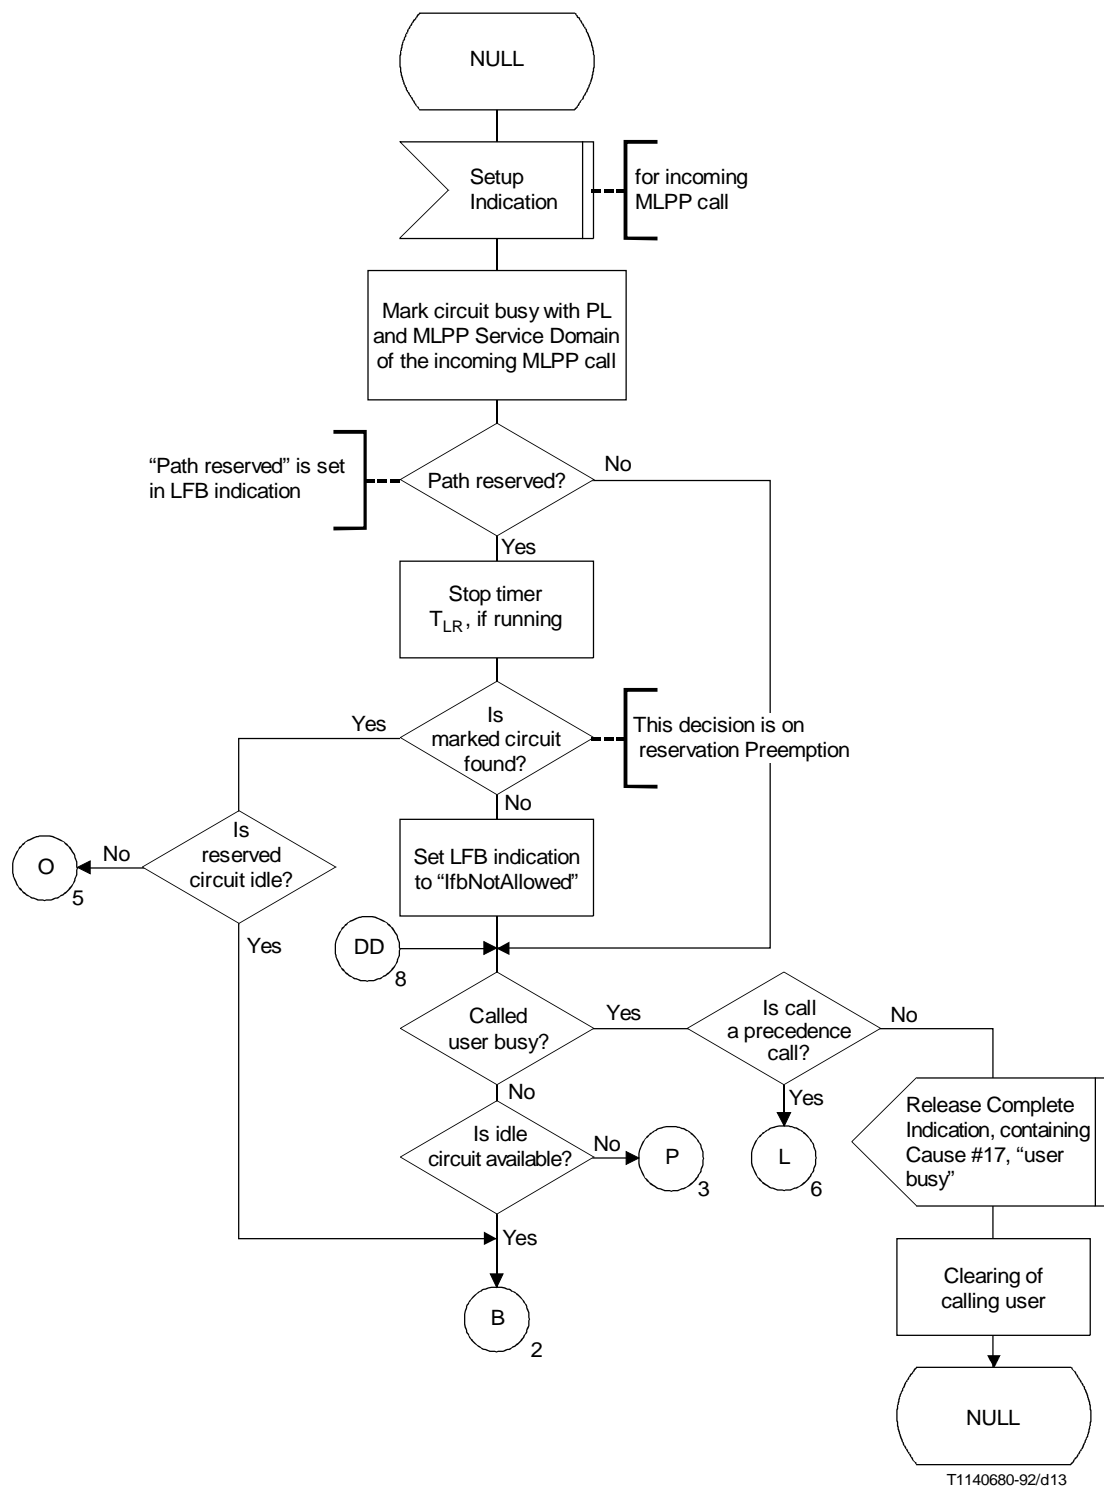 NULL
Setup
Indication
for incoming
MLPP call
Mark circuit busy with PL
and MLPP Service Domain
of the incoming MLPP call
“Path reserved” is set
in LFB indication
Path reserved?
No
Yes
Stop timer
TLR, if running
Is
marked circuit
found?
Yes
This decision is on
reservation Preemption
No
Is
reserved
circuit idle?
No
O
5
Yes
Set LFB indication
to “IfbNotAllowed”
DD
8
Called
user busy?
Yes
Is call
a precedence
call?
No
No
Yes
Is idle
circuit available?
No
P
3
L
6
Release Complete
Indication, containing
Cause #17, “user
busy”
Yes
B
2
Clearing of
calling user
NULL
T1140680-92/d13